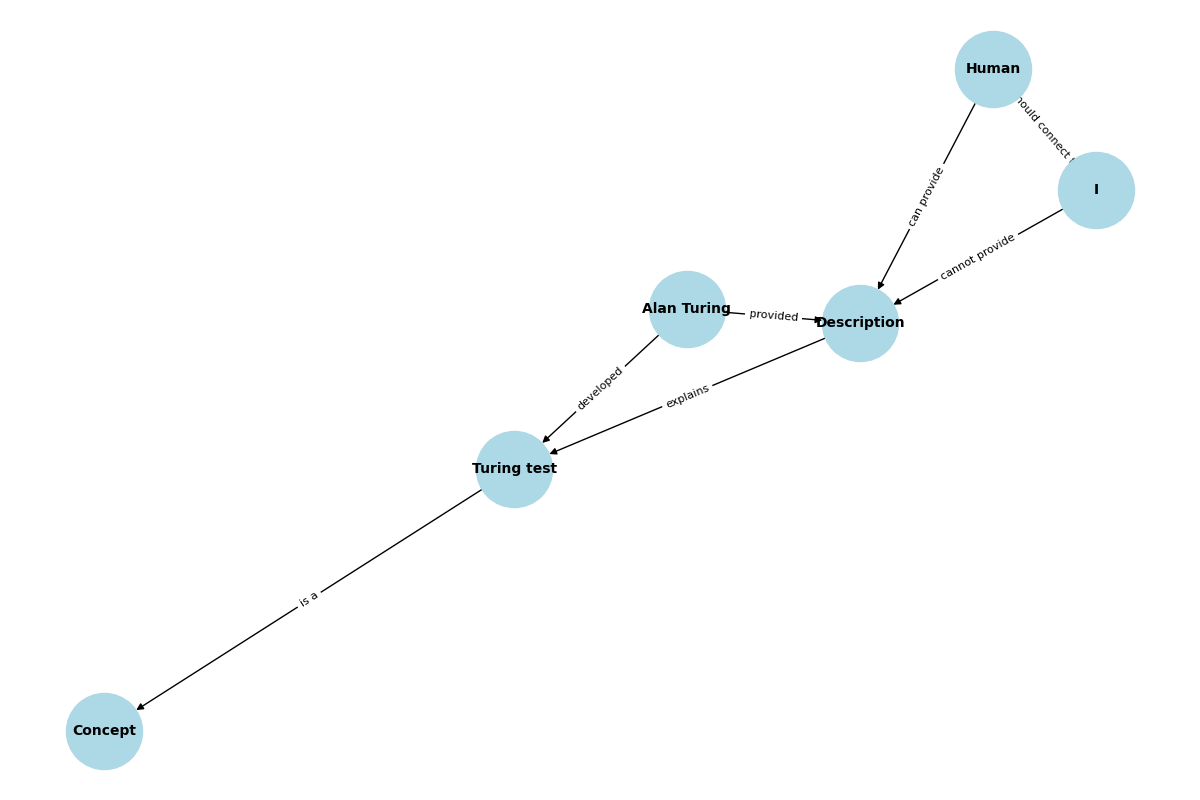 Human
hould connect
I
can provide
cannot provide
Alan Turing
provided
Description
developed
explains
Turing test
is a
Concept